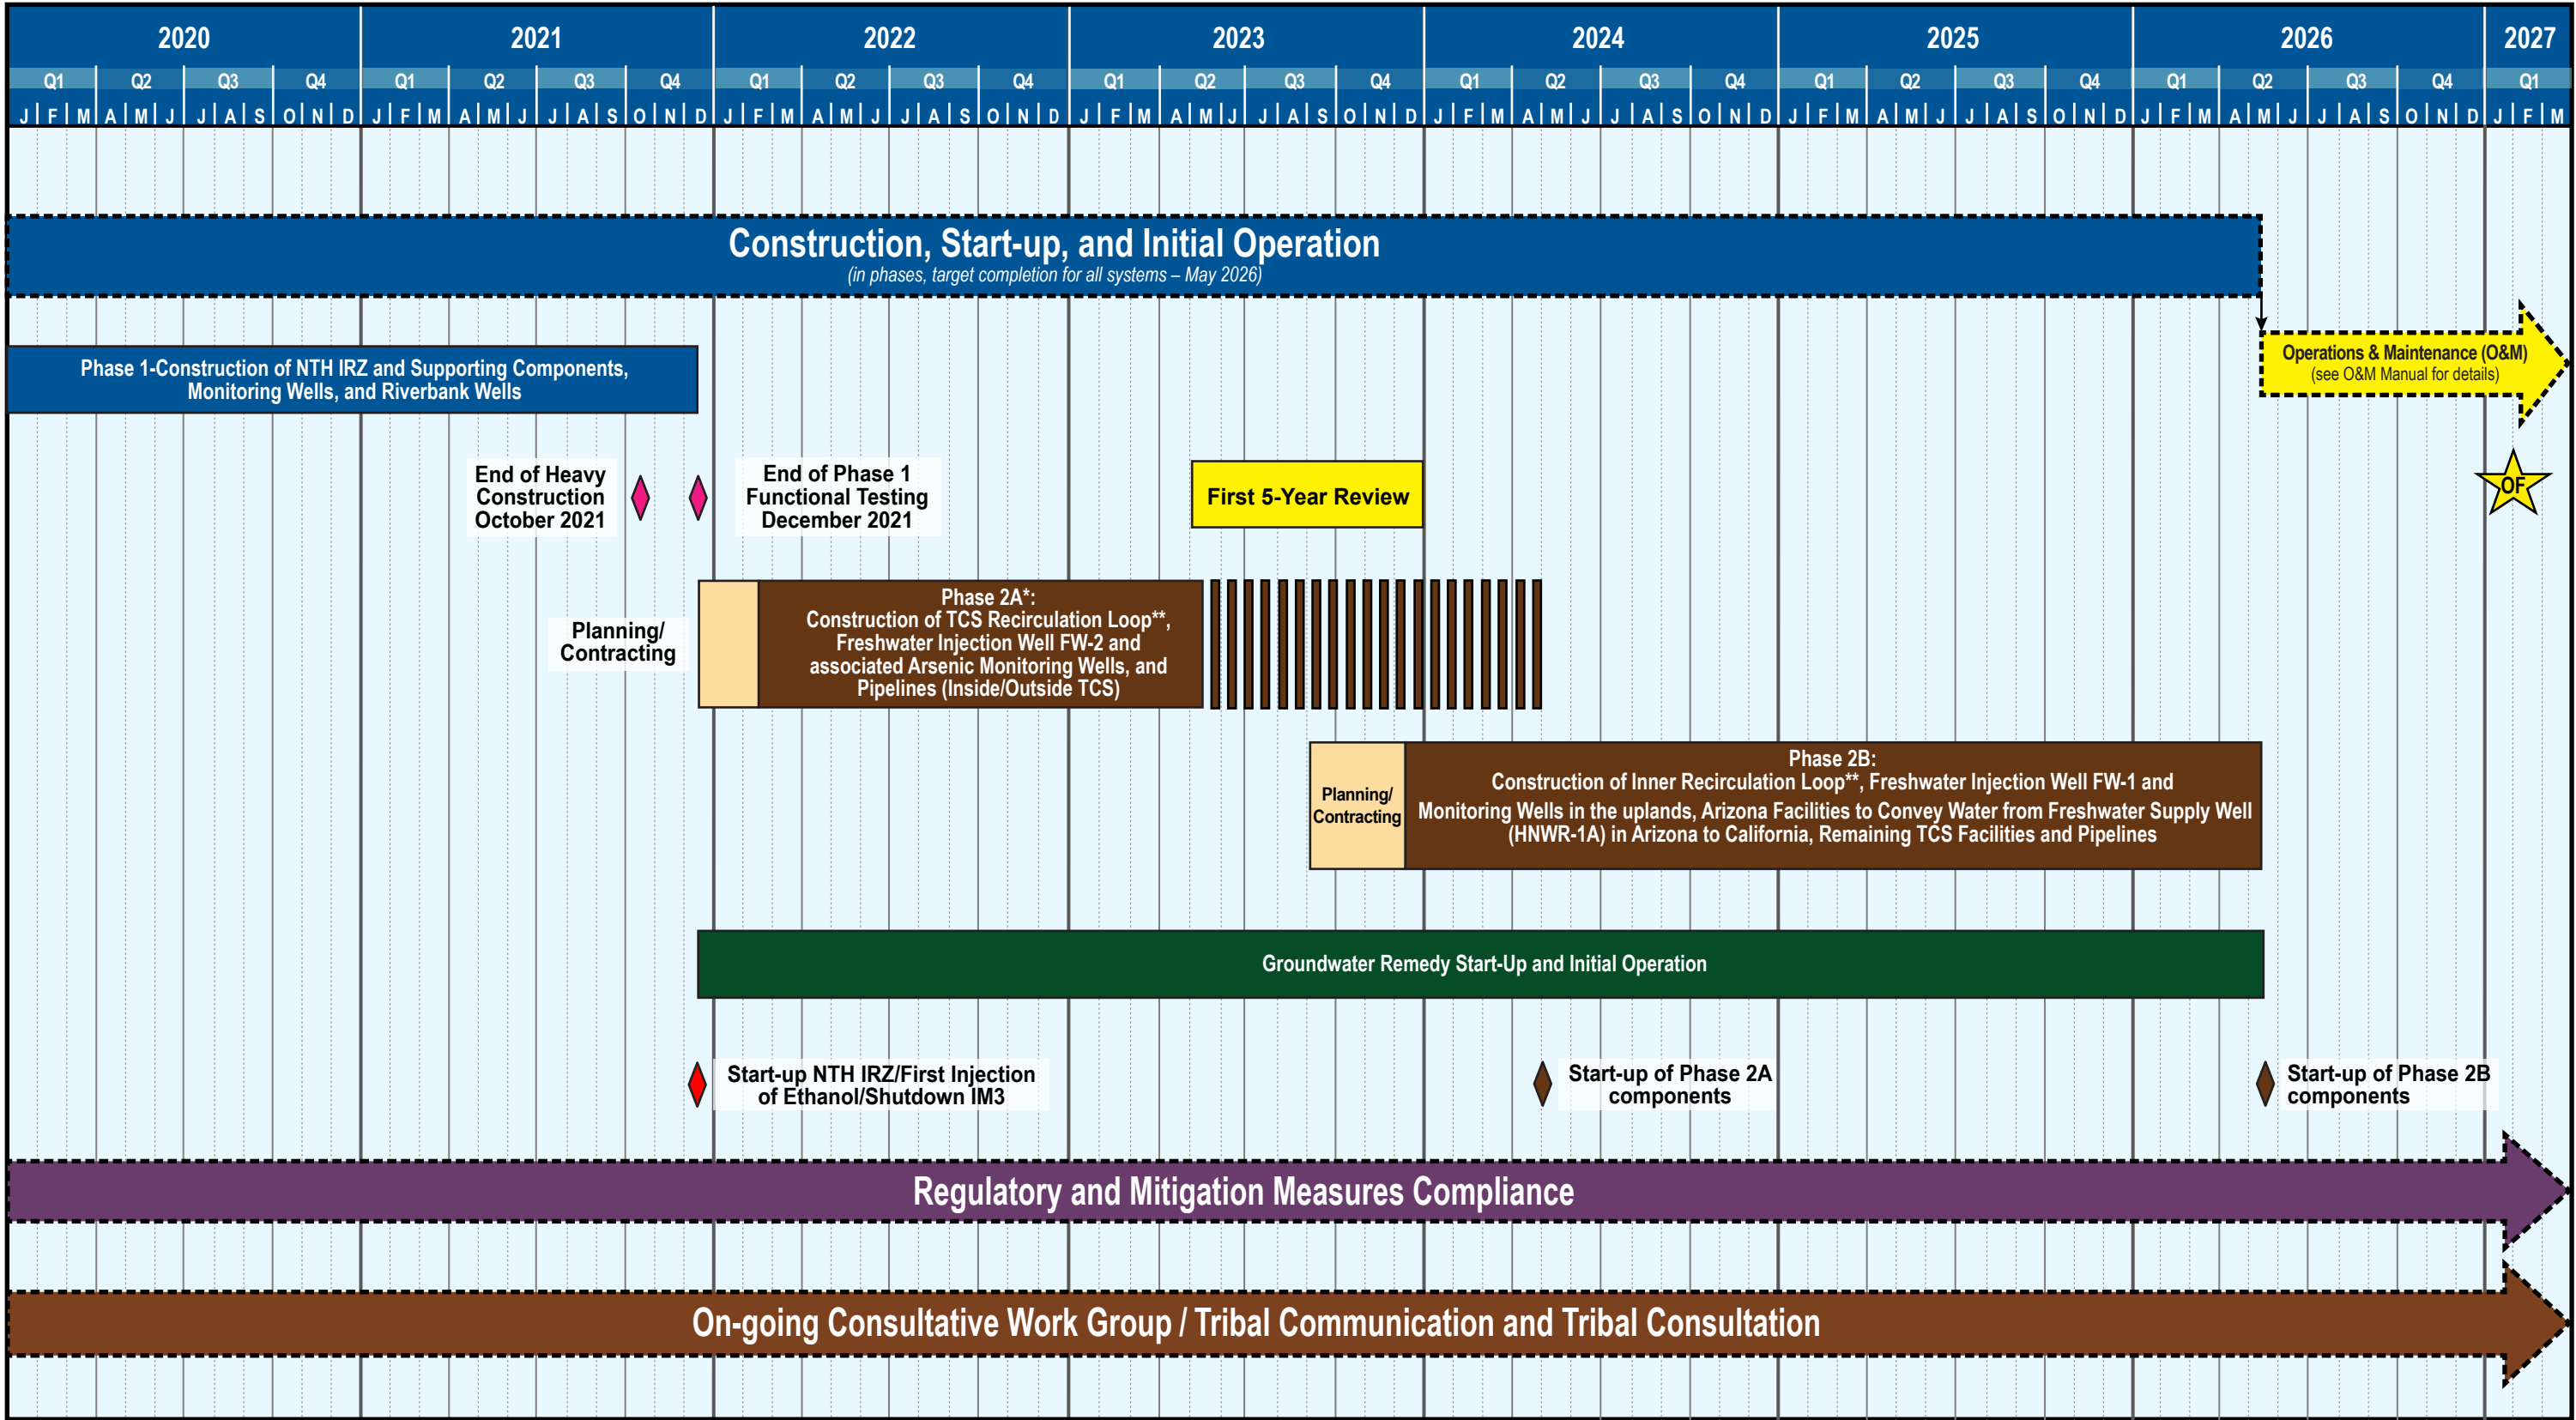 2020 2021 2022 2023 2024 2025 2026 2027
Q1 Q2 Q3 Q4 Q1 Q2 Q3 Q4 Q1 Q2 Q3 Q4 Q1 Q2 Q3 Q4 Q1 Q2 Q3 Q4 Q1 Q2 Q3 Q4 Q1 Q2 Q3 Q4 Q1
J F M A M J J A S O N D J F M A M J J A S O N D J F M A M J J A S O N D J F M A M J J A S O N D J F M A M J J A S O N D J F M A M J J A S O N D J F M A M J J A S O N D J F M
Construction, Start-up, and Initial Operation
(in phases, target completion for all systems – May 2026)
Phase 1-Construction of NTH IRZ and Supporting Components,
Monitoring Wells, and Riverbank Wells
Operations & Maintenance (O&M)
(see O&M Manual for details)
End of Heavy
Construction
October 2021
End of Phase 1
Functional Testing
December 2021
First 5-Year Review
OF
Planning/
Contracting
Phase 2A*:
Construction of TCS Recirculation Loop**,
Freshwater Injection Well FW-2 and
associated Arsenic Monitoring Wells, and
Pipelines (Inside/Outside TCS)
Planning/
Contracting
Phase 2B:
Construction of Inner Recirculation Loop**, Freshwater Injection Well FW-1 and
Monitoring Wells in the uplands, Arizona Facilities to Convey Water from Freshwater Supply Well
(HNWR-1A) in Arizona to California, Remaining TCS Facilities and Pipelines
Groundwater Remedy Start-Up and Initial Operation
Start-up NTH IRZ/First Injection
of Ethanol/Shutdown IM3
Start-up of Phase 2A
components
Start-up of Phase 2B
components
Regulatory and Mitigation Measures Compliance
On-going Consultative Work Group / Tribal Communication and Tribal Consultation